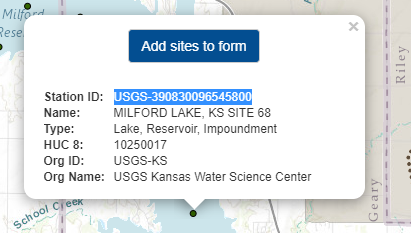 Milford
Rese
×
Add sites to form
Station ID: USGS-390830096545800
Name: MILFORD LAKE, KS SITE 68
Type: Lake, Reservoir, Impoundment
HUC 8: 10250017
Org ID: USGS-KS
Org Name: USGS Kansas Water Science Center
Riley
Geary
School Creek